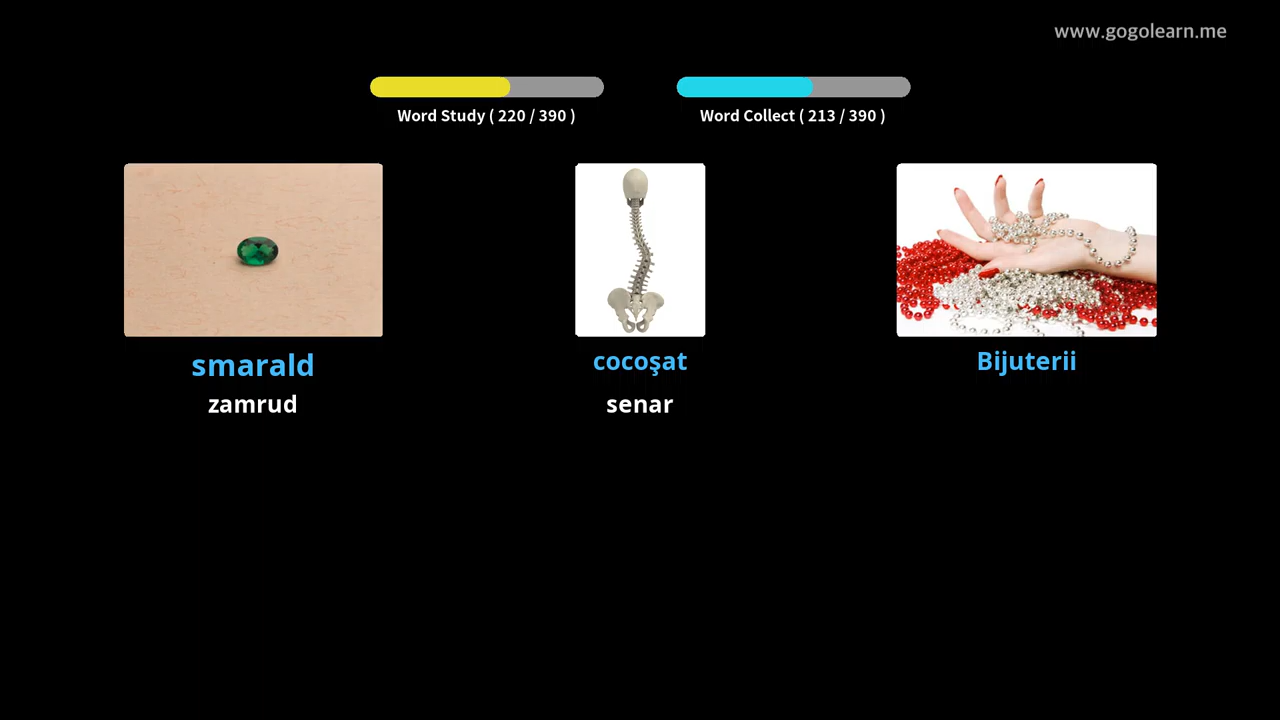 www.gogolearn.me
Word Study ( 220 / 390 )
Word Collect ( 213 / 390 )
smarald
cocoşat
Bijuterii
zamrud
senar